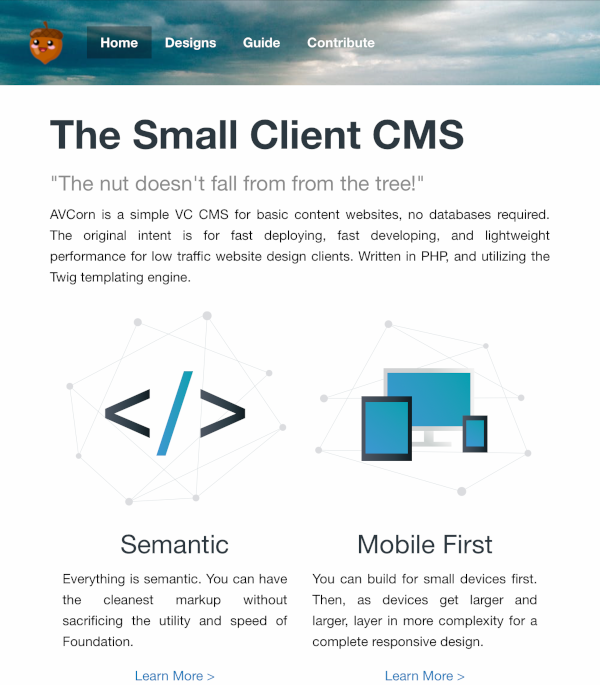 Home Designs Guide Contribute
The Small Client CMS
"The nut doesn't fall from from the tree!"
AVCorn is a simple VC CMS for basic content websites, no databases required.
The original intent is for fast deploying, fast developing, and lightweight
performance for low traffic website design clients. Written in PHP, and utilizing the
Twig templating engine.
</>
Semantic
Everything is semantic. You can have
the cleanest markup without
sacrificing the utility and speed of
Foundation.
Learn More >
Mobile First
You can build for small devices first.
Then, as devices get larger and
larger, layer in more complexity for a
complete responsive design.
Learn More >